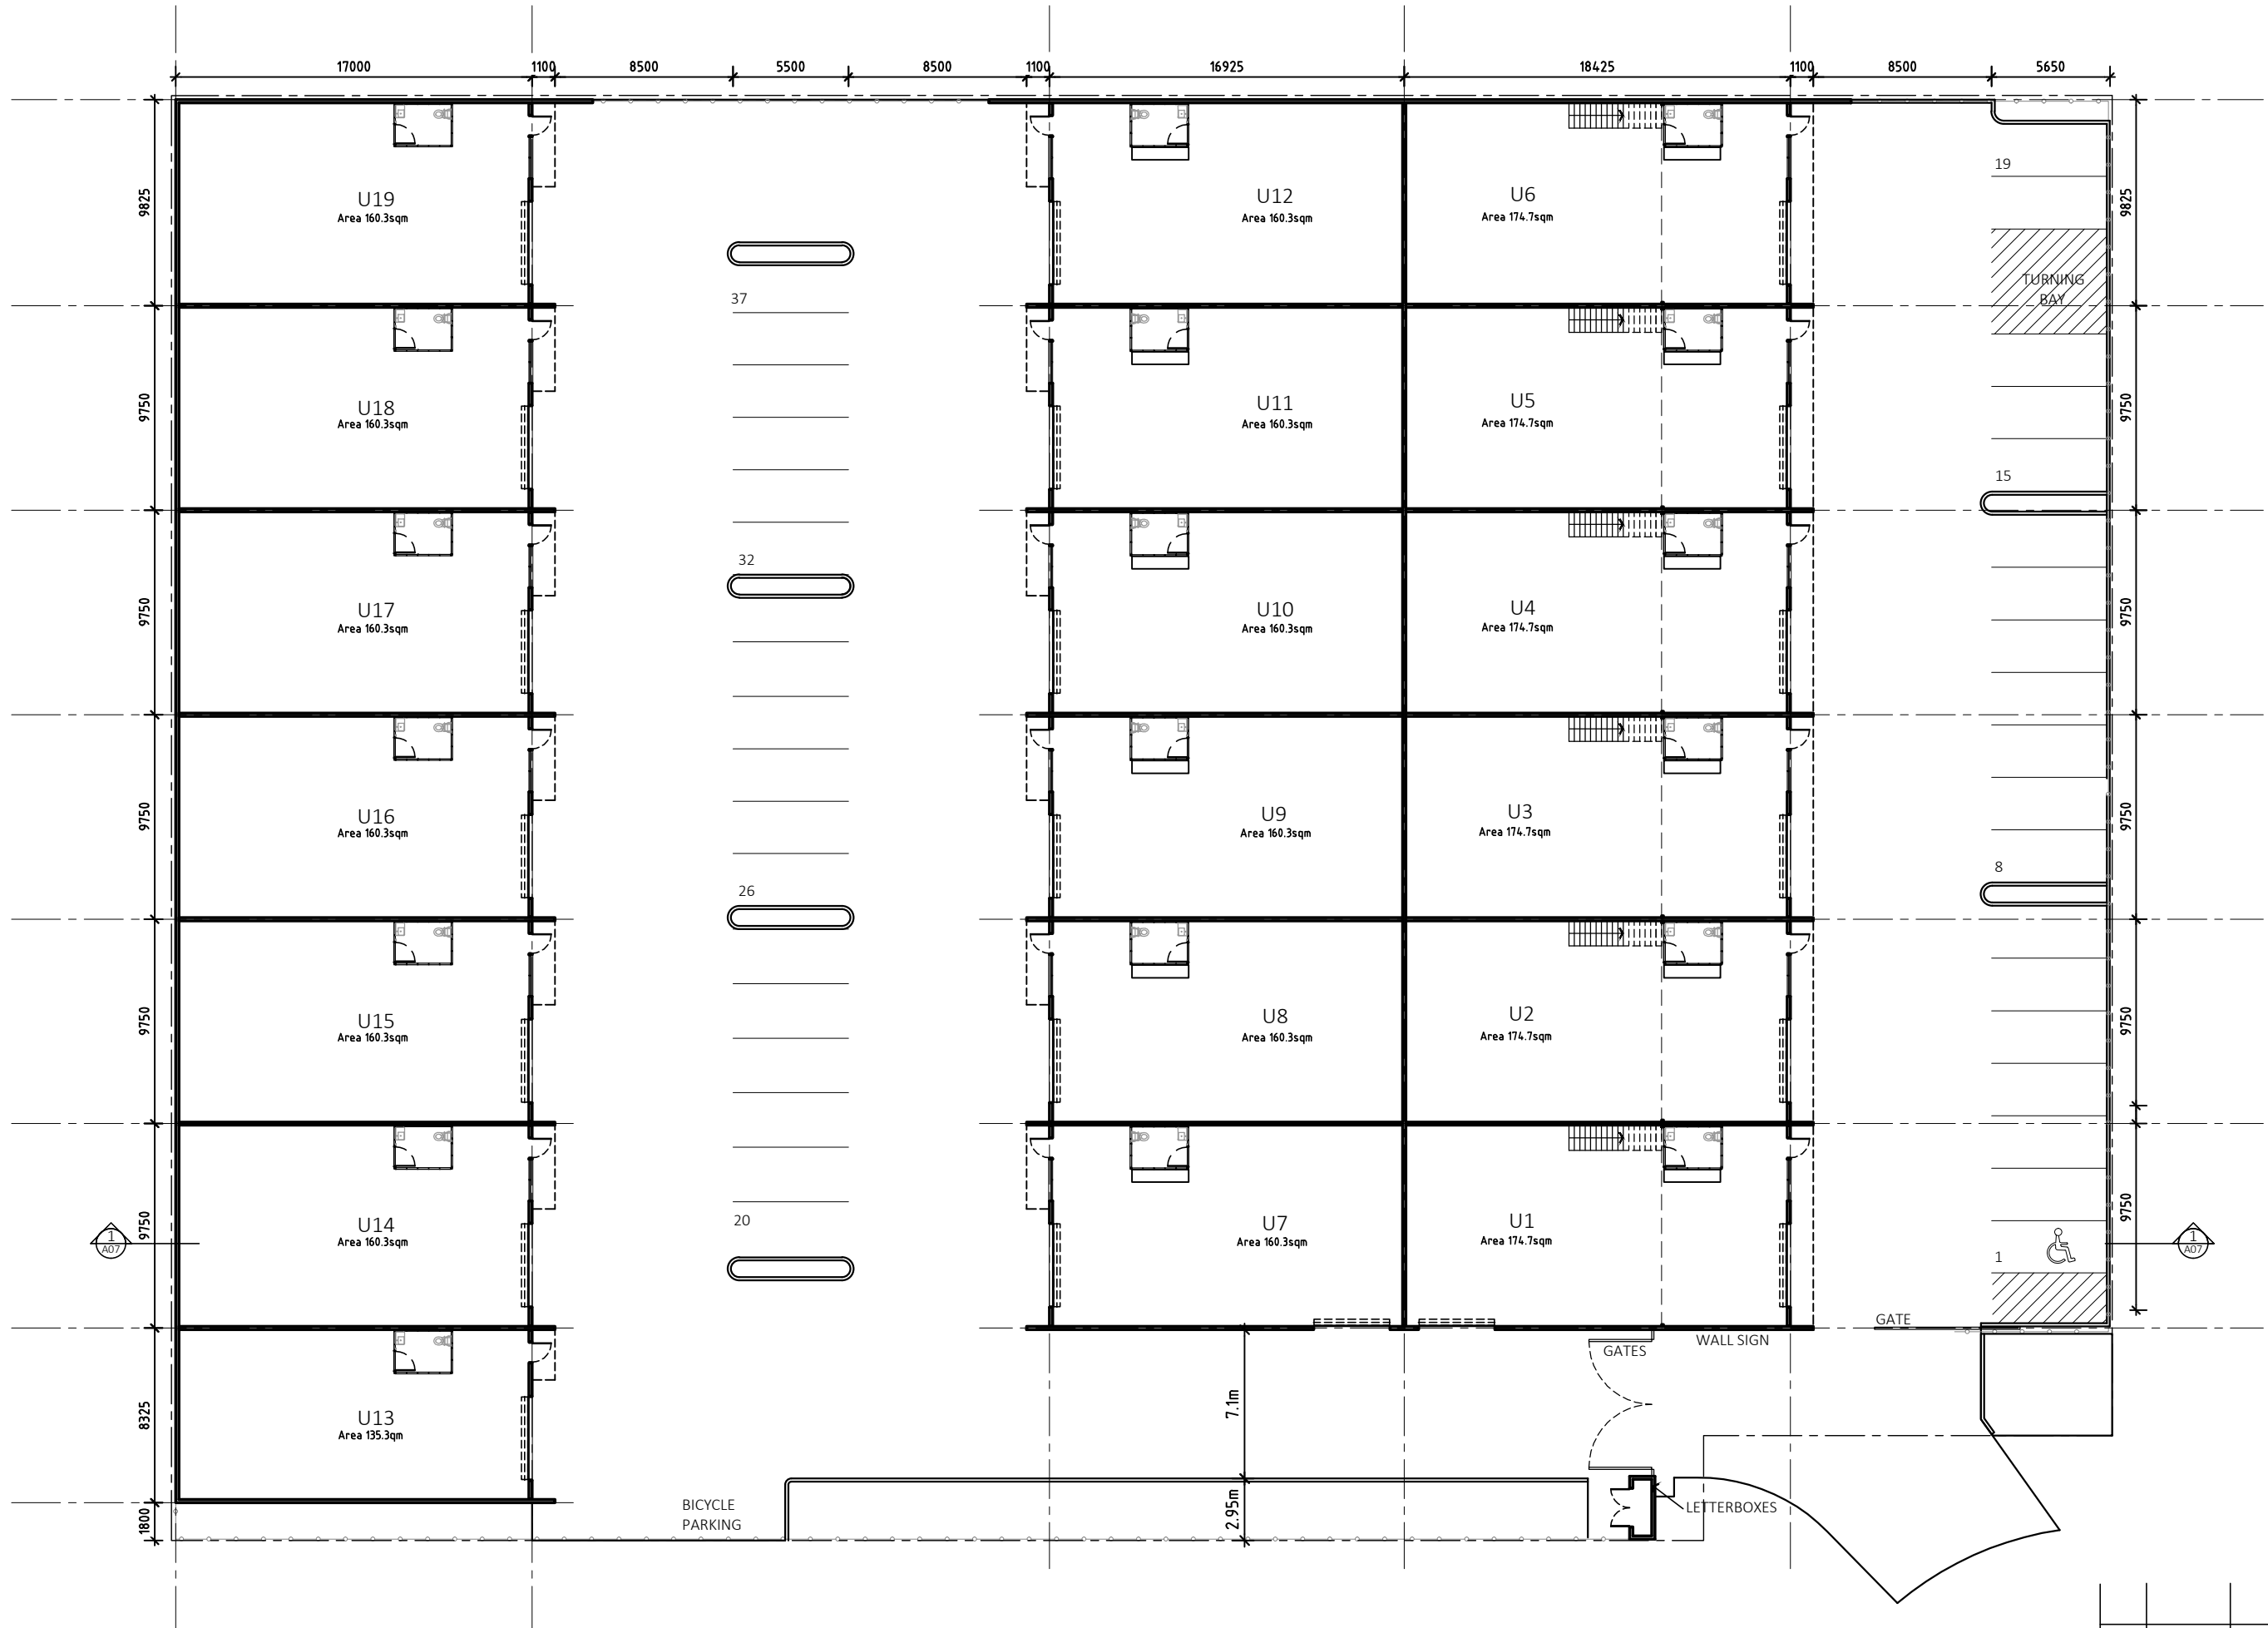 17000 1100 8500 5500 8500 1100 16925 18425 1100 8500 5650
19
U19
Area 160.3sqm
U12
Area 160.3sqm
U6
Area 174.7sqm
9825
9825
TURNING
BAY
37
U18
Area 160.3sqm
U11
Area 160.3sqm
U5
Area 174.7sqm
9750
9750
15
32
U17
Area 160.3sqm
U10
Area 160.3sqm
U4
Area 174.7sqm
9750
9750
U16
Area 160.3sqm
U9
Area 160.3sqm
U3
Area 174.7sqm
9750
9750
8
26
U15
Area 160.3sqm
U8
Area 160.3sqm
U2
Area 174.7sqm
9750
9750
20
U14
Area 160.3sqm
U7
Area 160.3sqm
U1
Area 174.7sqm
9750
9750
1
A07
1
A07
1
GATE
GATES
WALL SIGN
U13
Area 135.3qm
8325
7.1m
BICYCLE
PARKING
2.95m
LETTERBOXES
1800